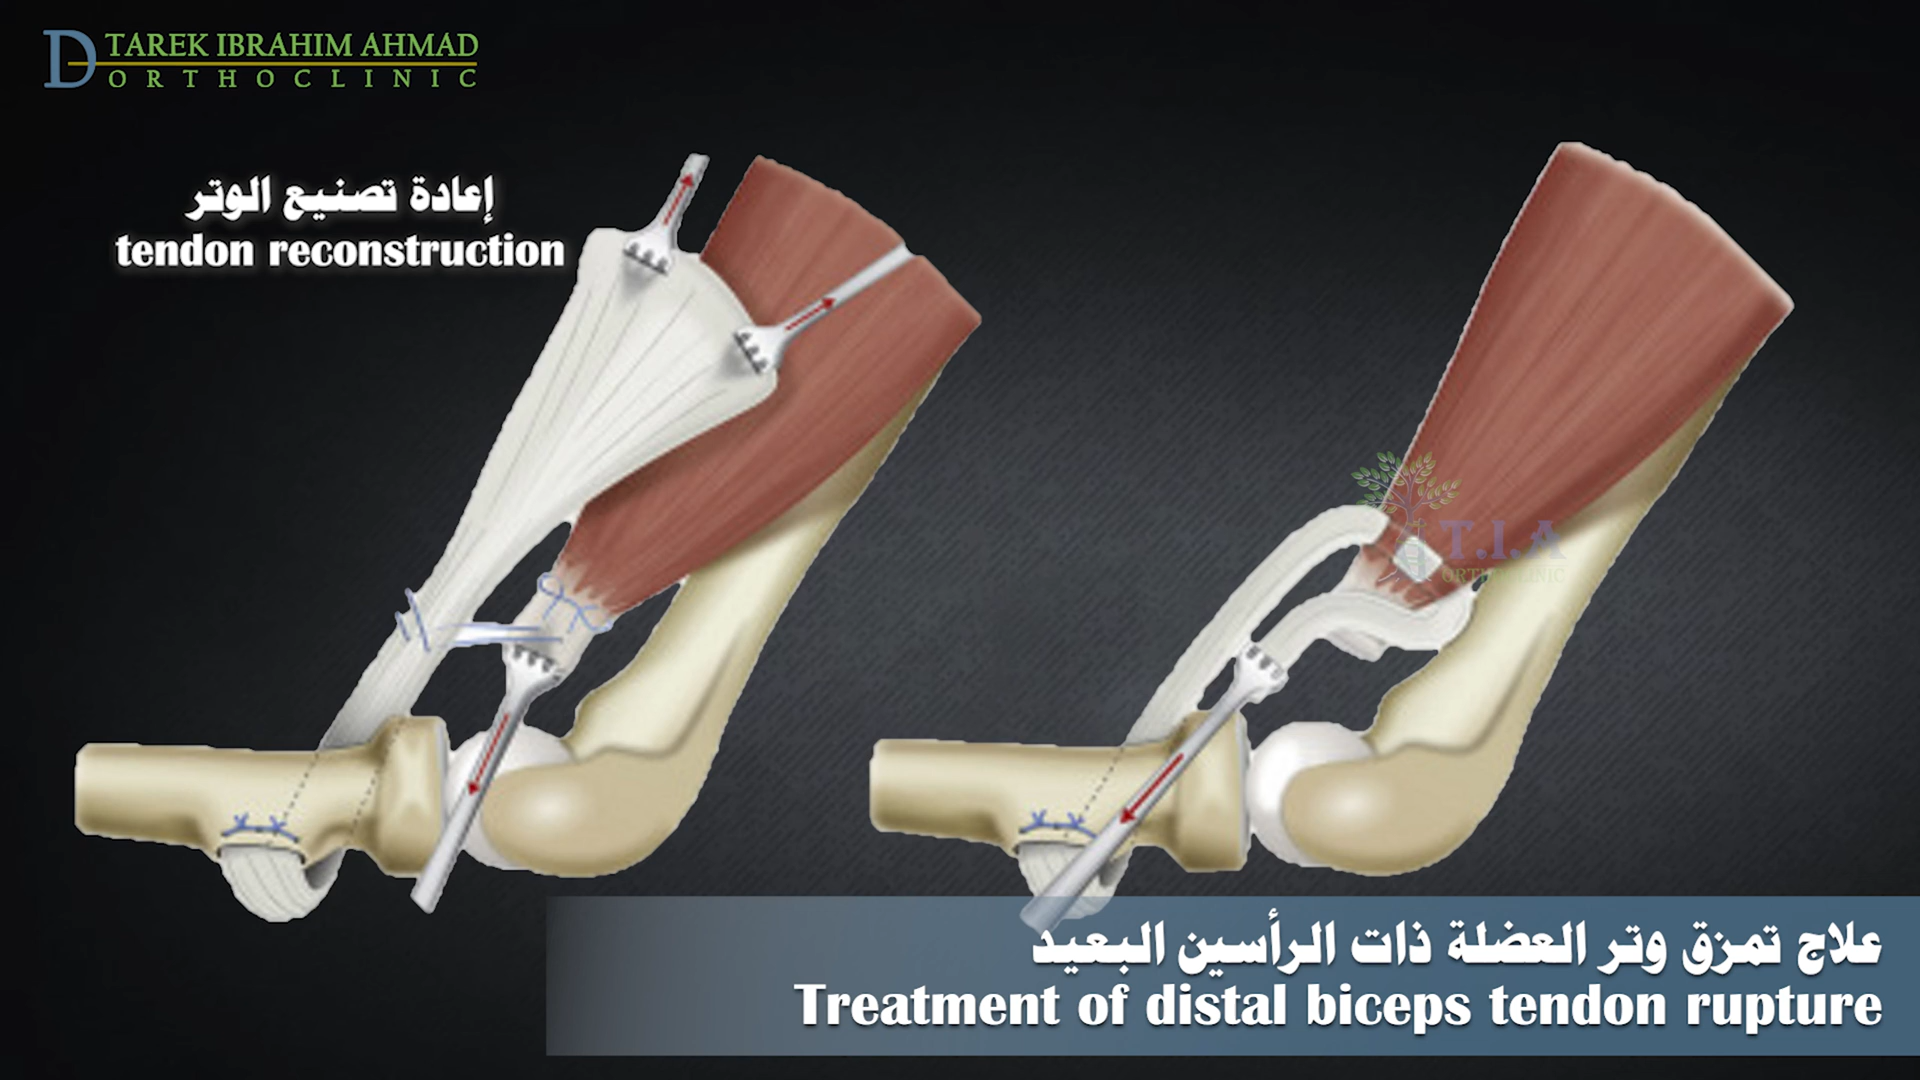 D TAREK IBRAHIM AHMAD
ORTHOCLINIC
إعادة تصنيع الوتر
tendon reconstruction
T.I.A
ORTHOCLINIC
علاج تمزق وتر العضلة ذات الرأسين البعيد
Treatment of distal biceps tendon rupture